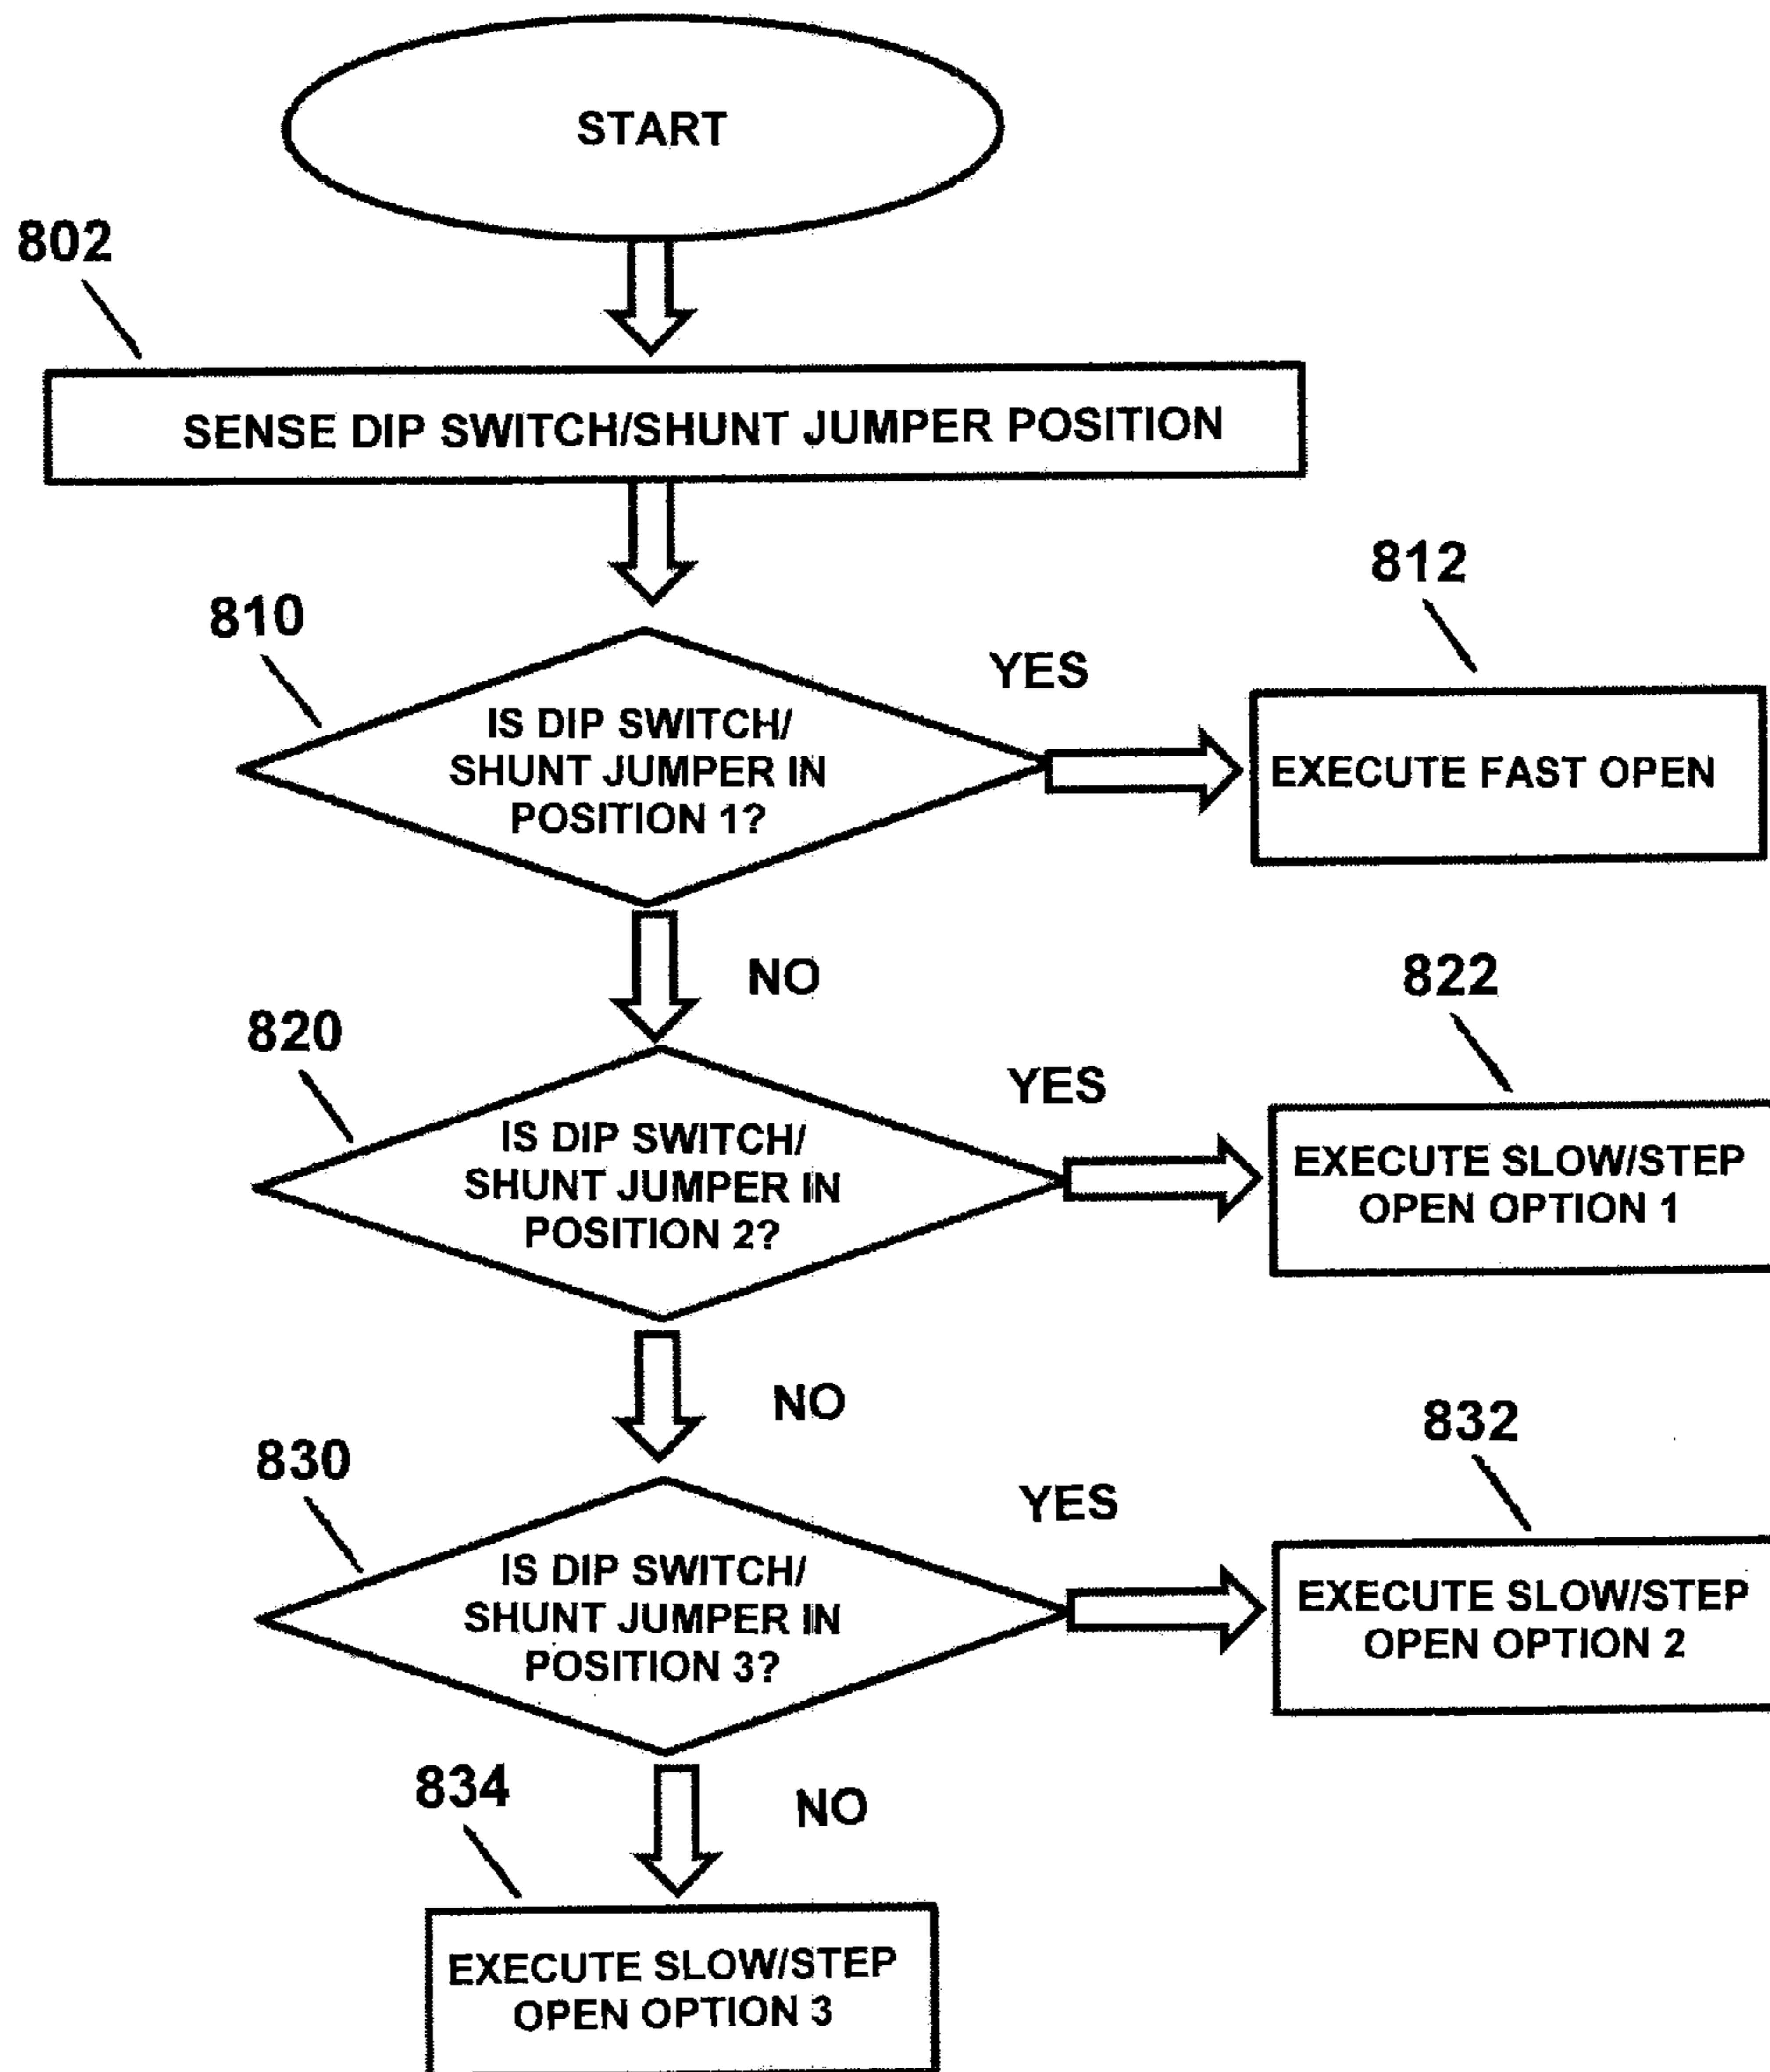 START
802
SENSE DIP SWITCH/SHUNT JUMPER POSITION
810
IS DIP SWITCH/
SHUNT JUMPER IN
POSITION 1?
YES
812
EXECUTE FAST OPEN
NO
820
IS DIP SWITCH/
SHUNT JUMPER IN
POSITION 2?
YES
822
EXECUTE SLOW/STEP
OPEN OPTION 1
NO
830
IS DIP SWITCH/
SHUNT JUMPER IN
POSITION 3?
YES
832
EXECUTE SLOW/STEP
OPEN OPTION 2
NO
834
EXECUTE SLOW/STEP
OPEN OPTION 3